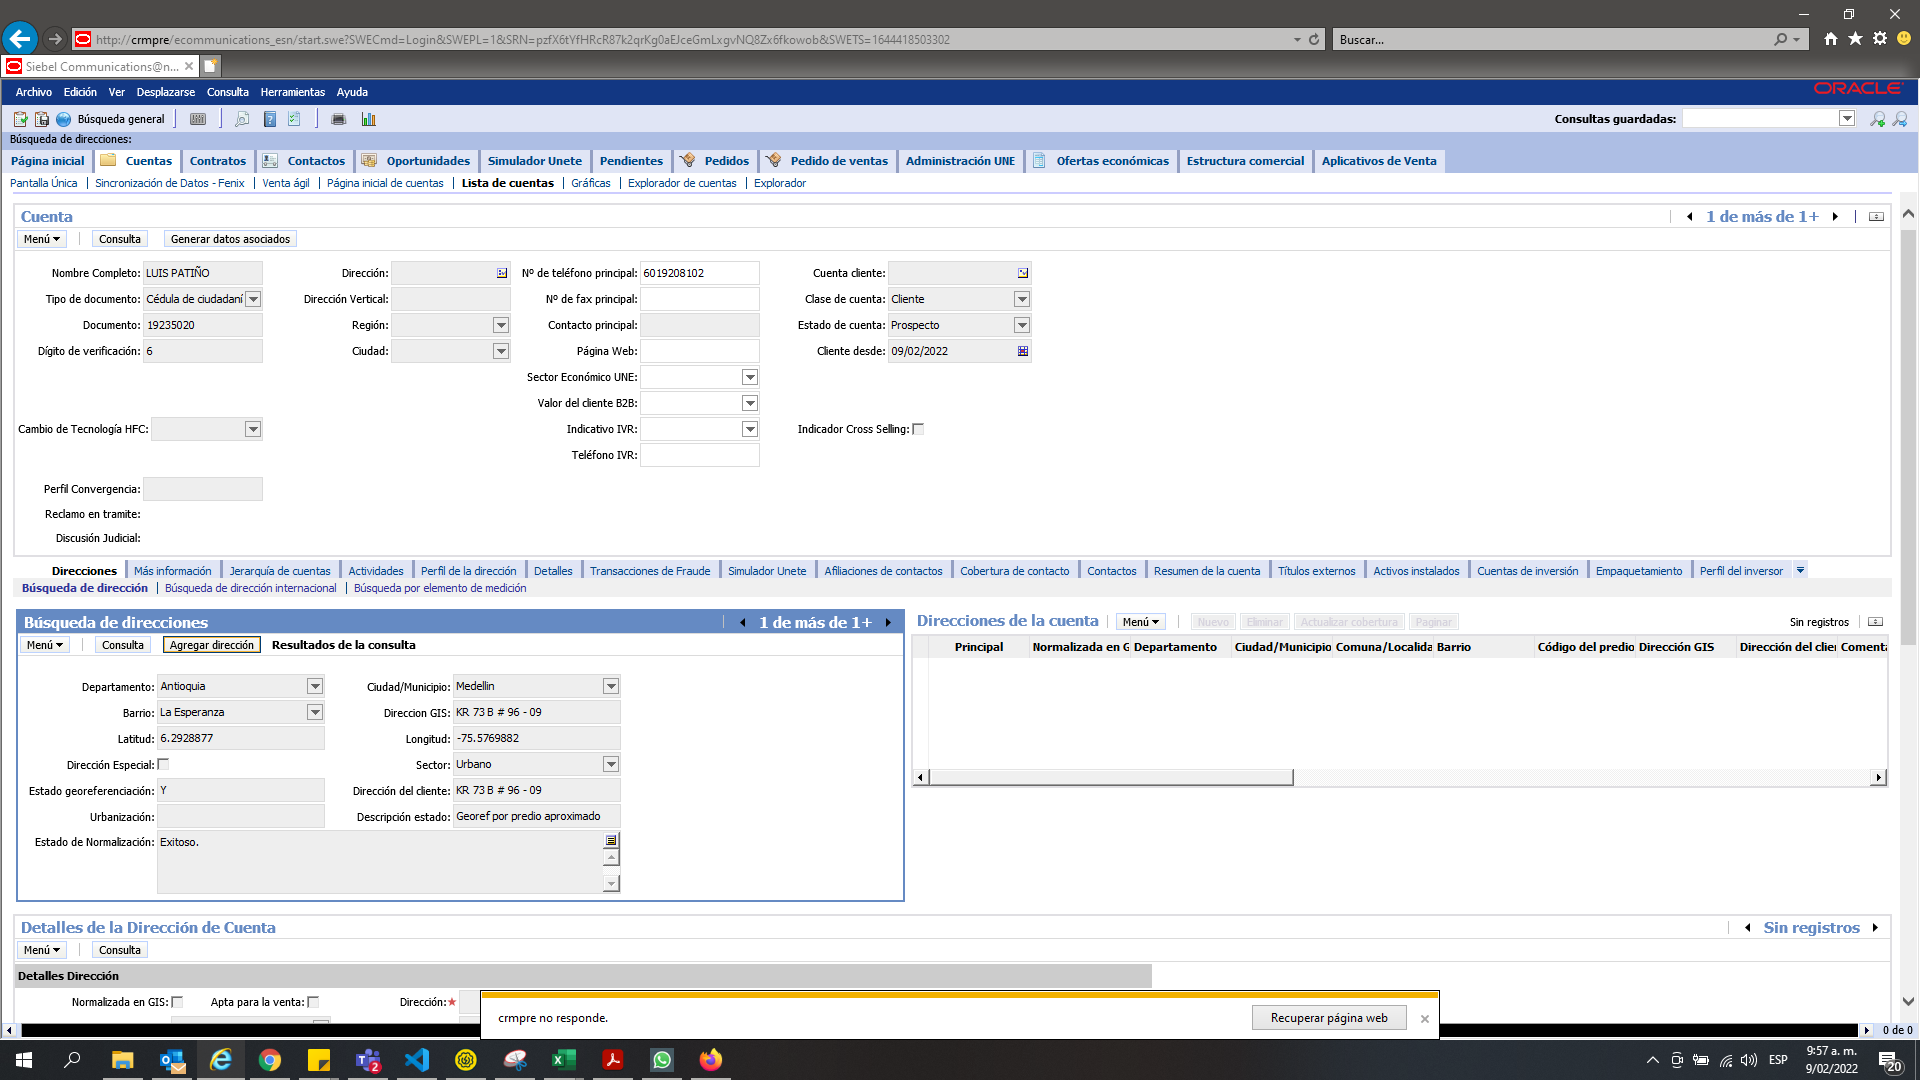 http://crmpre/ecommunications_esn/start.swe?SWECmd=Login&SWEPL=1&SRN=pzfX6tYfHRcR87k2qrKg0aEJceGmLxgvNQ8Zx6fkowob&SWETS=1644418503302
Buscar...
Siebel Communications@n...
Archivo Edición Ver Desplazarse Consulta Herramientas Ayuda
ORACLE
Búsqueda general
Consultas guardadas:
Búsqueda de direcciones:
Página inicial Cuentas Contratos Contactos Oportunidades Simulador Unete Pendientes Pedidos Pedido de ventas Administración UNE Ofertas económicas Estructura comercial Aplicativos de Venta
Pantalla Única Sincronización de Datos - Fenix Venta ágil Página inicial de cuentas Lista de cuentas Gráficas Explorador de cuentas Explorador
Cuenta 1 de más de 1+
Menú Consulta Generar datos asociados
Nombre Completo: LUIS PATIÑO Dirección: Nº de teléfono principal: 6019208102 Cuenta cliente:
Tipo de documento: Cédula de ciudadaní Dirección Vertical: Nº de fax principal: Clase de cuenta: Cliente
Documento: 19235020 Región: Contacto principal: Estado de cuenta: Prospecto
Dígito de verificación: 6 Ciudad: Página Web: Cliente desde: 09/02/2022
Sector Económico UNE:
Valor del cliente B2B:
Cambio de Tecnología HFC: Indicativo IVR: Indicador Cross Selling:
Teléfono IVR:
Perfil Convergencia:
Reclamo en tramite:
Discusión Judicial:
Direcciones Más información Jerarquía de cuentas Actividades Perfil de la dirección Detalles Transacciones de Fraude Simulador Unete Afiliaciones de contactos Cobertura de contacto Contactos Resumen de la cuenta Títulos externos Activos instalados Cuentas de inversión Empaquetamiento Perfil del inversor
Búsqueda de dirección Búsqueda de dirección internacional Búsqueda por elemento de medición
Búsqueda de direcciones 1 de más de 1+
Menú Consulta Agregar dirección Resultados de la consulta
Departamento: Antioquia Ciudad/Municipio: Medellin
Barrio: La Esperanza Direccion GIS: KR 73 B # 96 - 09
Latitud: 6.2928877 Longitud: -75.5769882
Dirección Especial: Sector: Urbano
Estado georeferenciación: Y Dirección del cliente: KR 73 B # 96 - 09
Urbanización: Descripción estado: Georef por predio aproximado
Estado de Normalización: Exitoso.
Direcciones de la cuenta Menú Nuevo Eliminar Actualizar cobertura Paginar Sin registros
Principal Normalizada en G Departamento Ciudad/Municipio Comuna/Localida Barrio Código del predio Dirección GIS Dirección del clie Comenta
Detalles de la Dirección de Cuenta Sin registros
Menú Consulta
Detalles Dirección
Normalizada en GIS: Apta para la venta: Dirección:*
crmpre no responde. Recuperar página web
0 de 0
ESP 9:57 a. m.
9/02/2022
2
20